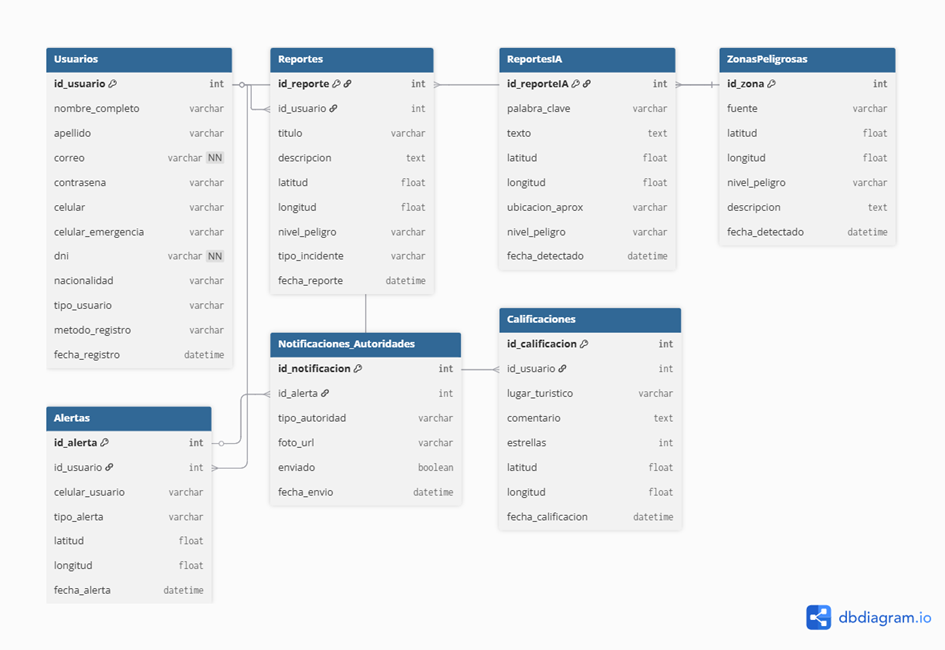 Usuarios
id_usuario int
nombre_completo varchar
apellido varchar
correo varchar NN
contrasena varchar
celular varchar
celular_emergencia varchar
dni varchar NN
nacionalidad varchar
tipo_usuario varchar
metodo_registro varchar
fecha_registro datetime
Reportes
id_reporte int
id_usuario int
titulo varchar
descripcion text
latitud float
longitud float
nivel_peligro varchar
tipo_incidente varchar
fecha_reporte datetime
ReportesIA
id_reporteIA int
palabra_clave varchar
texto text
latitud float
longitud float
ubicacion_aprox varchar
nivel_peligro varchar
fecha_detectado datetime
ZonasPeligrosas
id_zona int
fuente varchar
latitud float
longitud float
nivel_peligro varchar
descripcion text
fecha_detectado datetime
Alertas
id_alerta int
id_usuario int
celular_usuario varchar
tipo_alerta varchar
latitud float
longitud float
fecha_alerta datetime
Notificaciones_Autoridades
id_notificacion int
id_alerta int
tipo_autoridad varchar
foto_url varchar
enviado boolean
fecha_envio datetime
Calificaciones
id_calificacion int
id_usuario int
lugar_turistico varchar
comentario text
estrellas int
latitud float
longitud float
fecha_calificacion datetime
dbdiagram.io